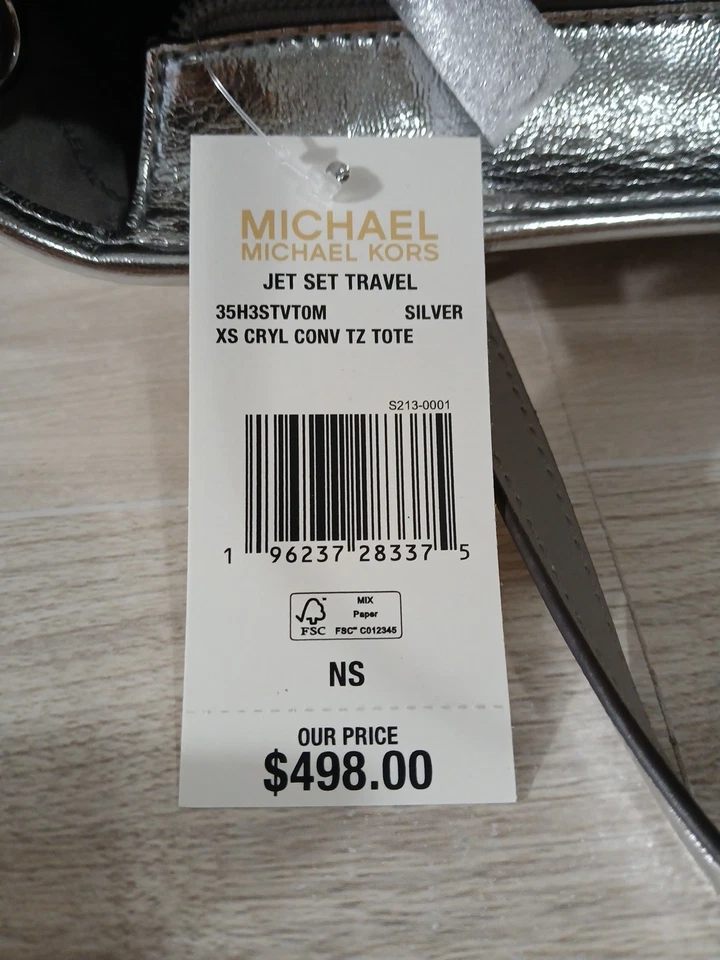 MICHAEL
MICHAEL KORS
JET SET TRAVEL
35H3STVT0M SILVER
XS CRYL CONV TZ TOTE
S213-0001
1 96237 28337 5
FSC™
MIX
Paper
FSC™ C012345
NS
OUR PRICE
$498.00